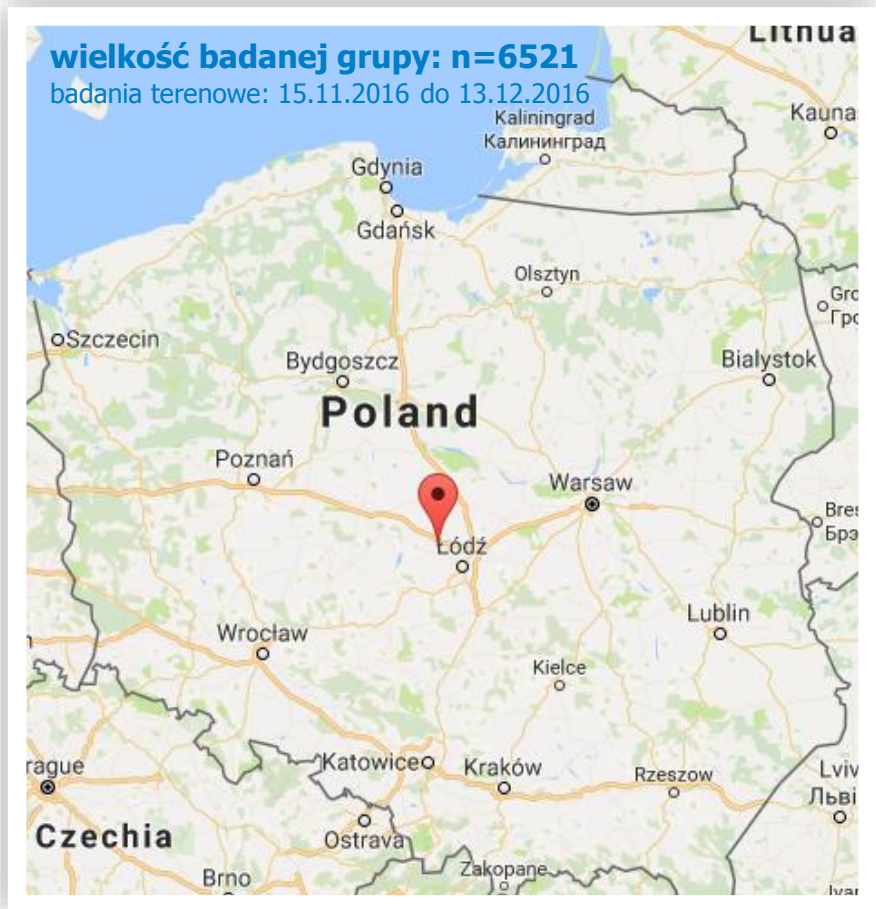 wielkość badanej grupy: n=6521
badania terenowe: 15.11.2016 do 13.12.2016
Lithua
Kaliningrad
Калининград
Kauna
Gdynia
Gdańsk
Olsztyn
Gro
Гро
Szczecin
Bydgoszcz
Bialystok
Poland
Poznań
Warsaw
Bres
Брэ
Łódź
Lublin
Wrocław
Kielce
rague
Katowice
Kraków
Rzeszow
Lviv
Львi
Czechia
Ostrava
Zakopane
Brno